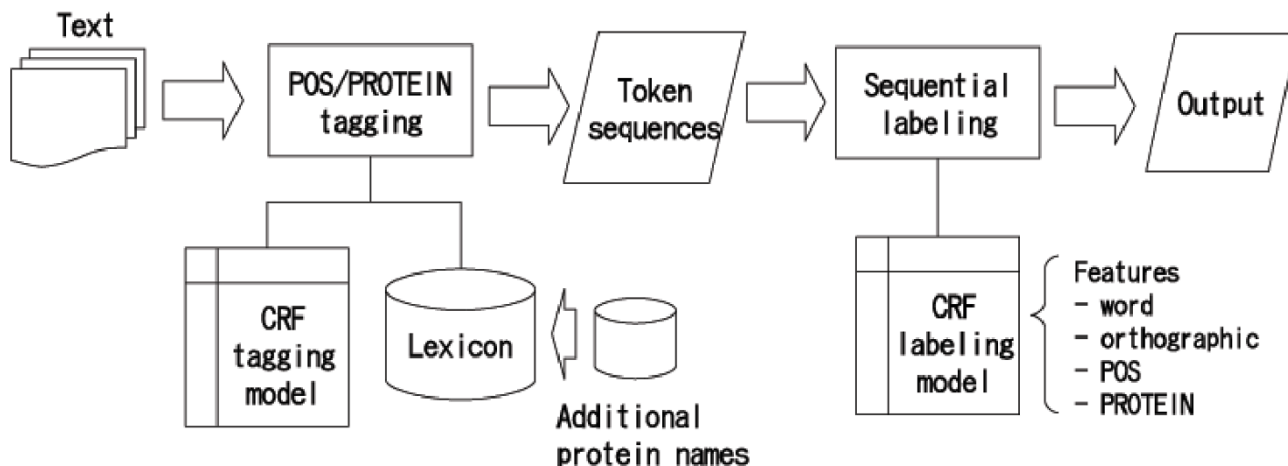 Text
POS/PROTEIN
tagging
Token
sequences
Sequential
labeling
Output
CRF
tagging
model
Lexicon
Additional
protein names
CRF
labeling
model
Features
- word
- orthographic
- POS
- PROTEIN